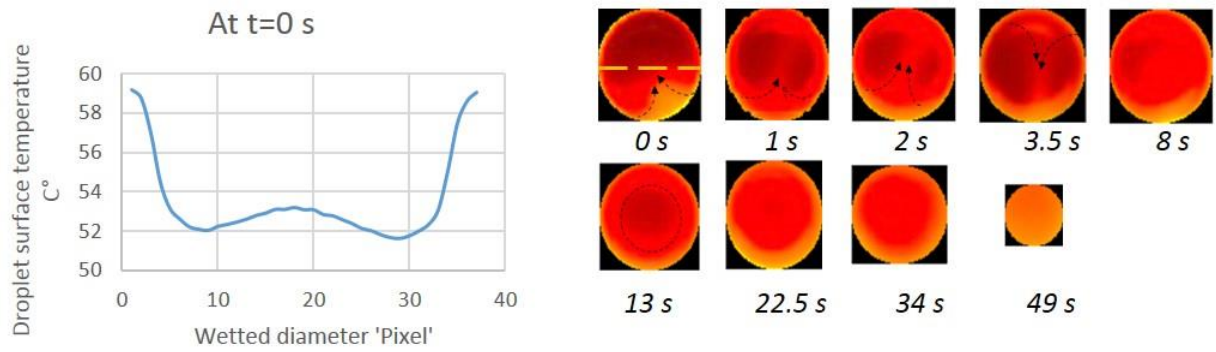 At t=0 s
Droplet surface temperature
C°
60
58
56
54
52
50
0
10
20
30
40
Wetted diameter 'Pixel'
0 s
1 s
2 s
3.5 s
8 s
13 s
22.5 s
34 s
49 s